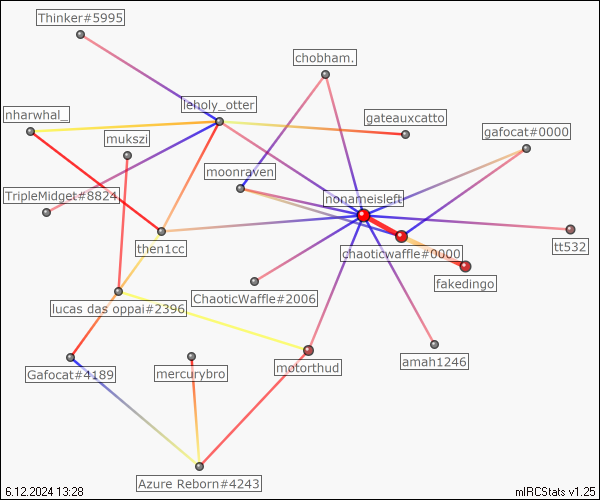 Thinker#5995
chobham.
leholy_otter
nharwhal_
gateauxcatto
mukszi
gafocat#0000
moonraven
TripleMidget#8824
nonameisleft
then1cc
chaoticwaffle#0000
tt532
fakedingo
ChaoticWaffle#2006
lucas das oppai#2396
amah1246
motorthud
Gafocat#4189
mercurybro
Azure Reborn#4243
6.12.2024 13:28
mIRCStats v1.25